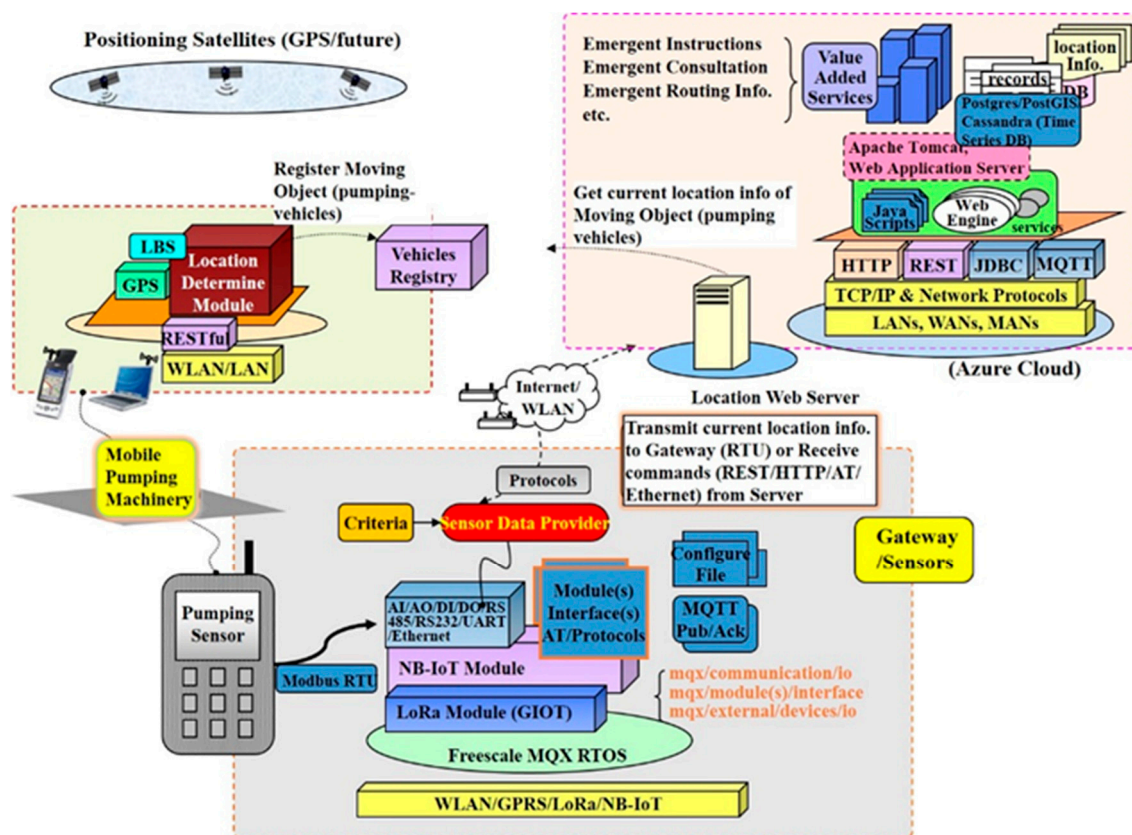 Positioning Satellites (GPS/future)
Emergent Instructions
Emergent Consultation
Emergent Routing Info.
etc.
Value
Added
Services
location
Info.
records
DB
Postgres/PostGIS
Cassandra (Time
Series DB)
Apache Tomcat,
Web Application Server
Java
Scripts
Web
Engine
services
HTTP
REST
JDBC
MQTT
TCP/IP & Network Protocols
LANs, WANs, MANs
(Azure Cloud)
Register Moving
Object (pumping-
vehicles)
Get current location info of
Moving Object (pumping
vehicles)
LBS
GPS
Location
Determine
Module
Vehicles
Registry
RESTful
WLAN/LAN
Internet/
WLAN
Location Web Server
Transmit current location info.
to Gateway (RTU) or Receive
commands (REST/HTTP/AT/
Ethernet) from Server
Mobile
Pumping
Machinery
Protocols
Criteria
Sensor Data Provider
Gateway
/Sensors
Configure
File
MQTT
Pub/Ack
Module(s)
Interface(s)
AT/Protocols
AI/AO/DI/DO/RS
485/RS232/UART
/Ethernet
Pumping
Sensor
Modbus RTU
NB-IoT Module
LoRa Module (GIOT)
mqx/communication/io
mqx/module(s)/interface
mqx/external/devices/io
Freescale MQX RTOS
WLAN/GPRS/LoRa/NB-IoT